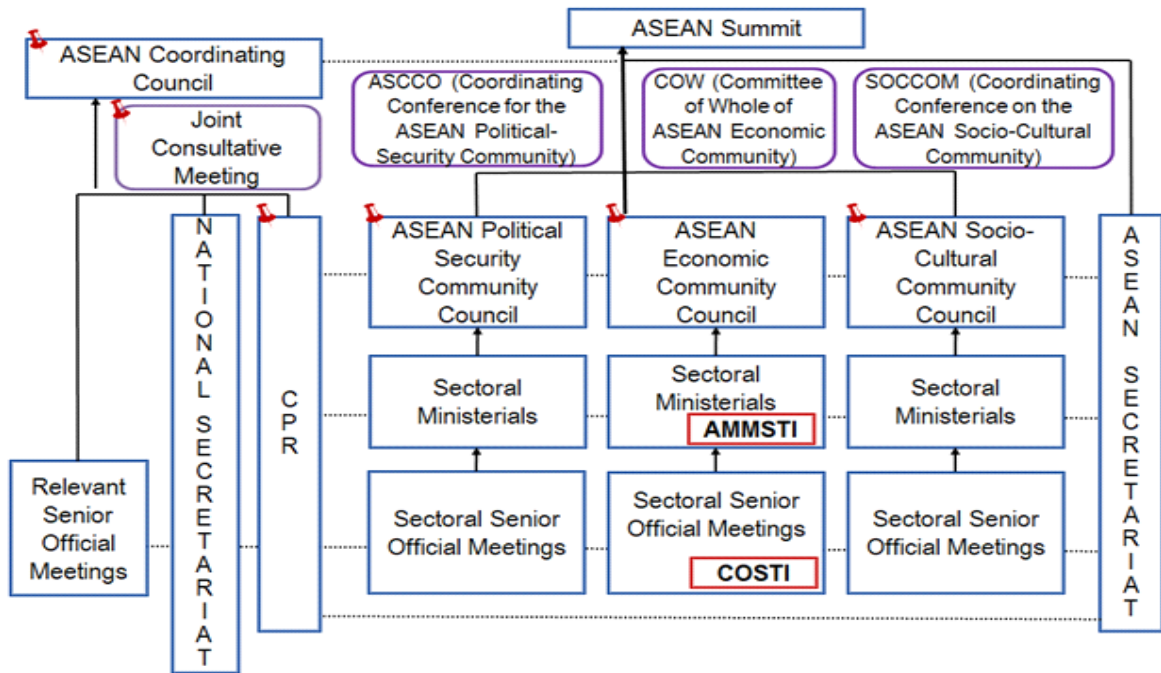 ASEAN Summit
ASEAN Coordinating
Council
ASCCO (Coordinating
Conference for the
ASEAN Political-
Security Community)
COW (Committee
of Whole of
ASEAN Economic
Community)
SOCCOM (Coordinating
Conference on the
ASEAN Socio-Cultural
Community)
Joint
Consultative
Meeting
NATIONAL SECRETARIAT
CPR
ASEAN Political
Security
Community
Council
ASEAN
Economic
Community
Council
ASEAN Socio-
Cultural
Community
Council
ASEAN SECRETARIAT
Sectoral
Ministerials
Sectoral
Ministerials
AMMSTI
Sectoral
Ministerials
Relevant
Senior
Official
Meetings
Sectoral Senior
Official Meetings
Sectoral Senior
Official Meetings
COSTI
Sectoral Senior
Official Meetings